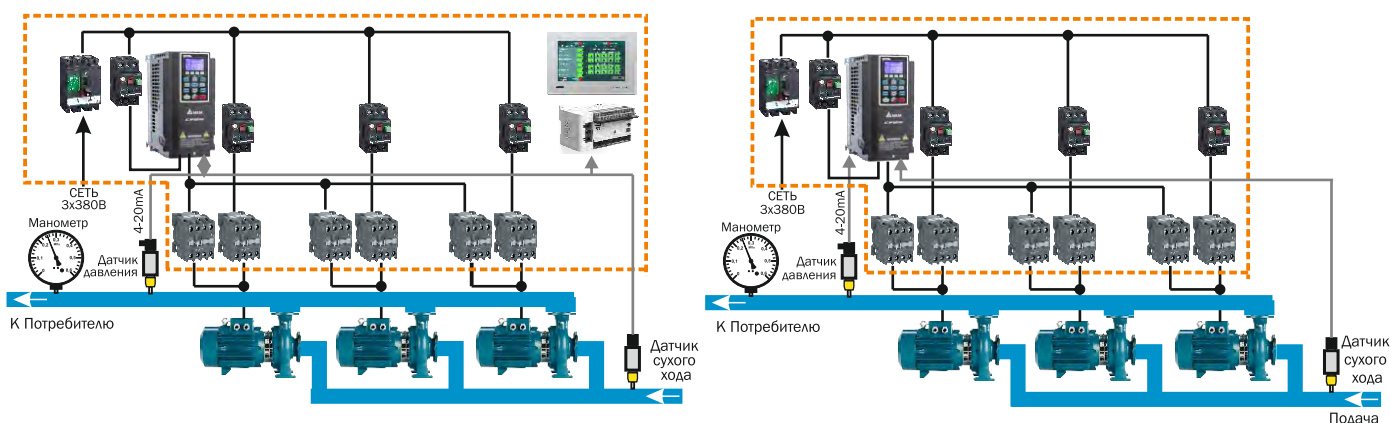 СЕТЬ
3х380В
4-20mA
Манометр
Датчик
давления
К Потребителю
Датчик
сухого
хода
СЕТЬ
3х380В
4-20mA
Манометр
Датчик
давления
К Потребителю
Датчик
сухого
хода
Подача